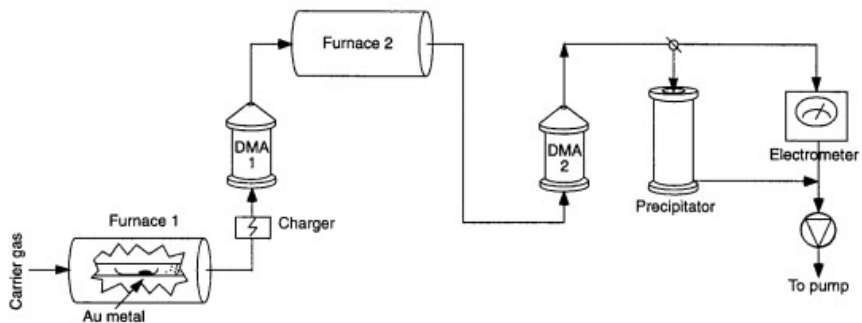 Furnace 2
DMA
1
DMA
2
Electrometer
Precipitator
Furnace 1
Charger
Carrier gas
Au metal
To pump